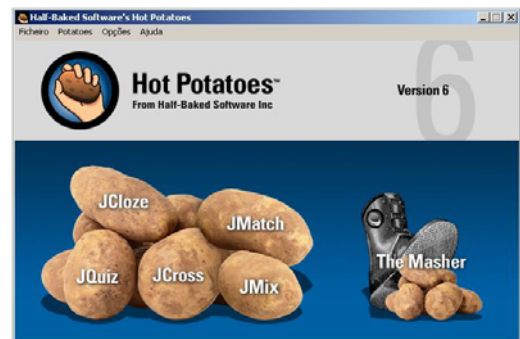 Half-Baked Software's Hot Potatoes
Ficheiro Potatoes Opções Ajuda
Hot Potatoes™
From Half-Baked Software Inc
6
Version 6
JCloze
JMatch
JQuiz
JCross
JMix
The Masher